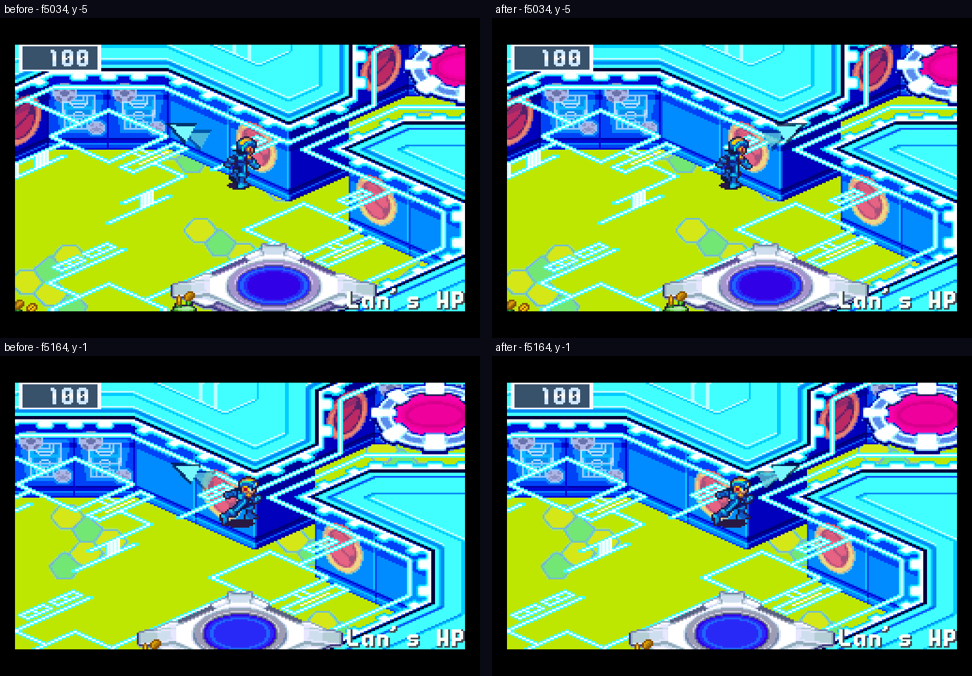 before - f5034, y-5
after - f5034, y-5
100
100
Lan's HP
Lan's HP
before - f5164, y-1
after - f5164, y-1
100
100
Lan's HP
Lan's HP